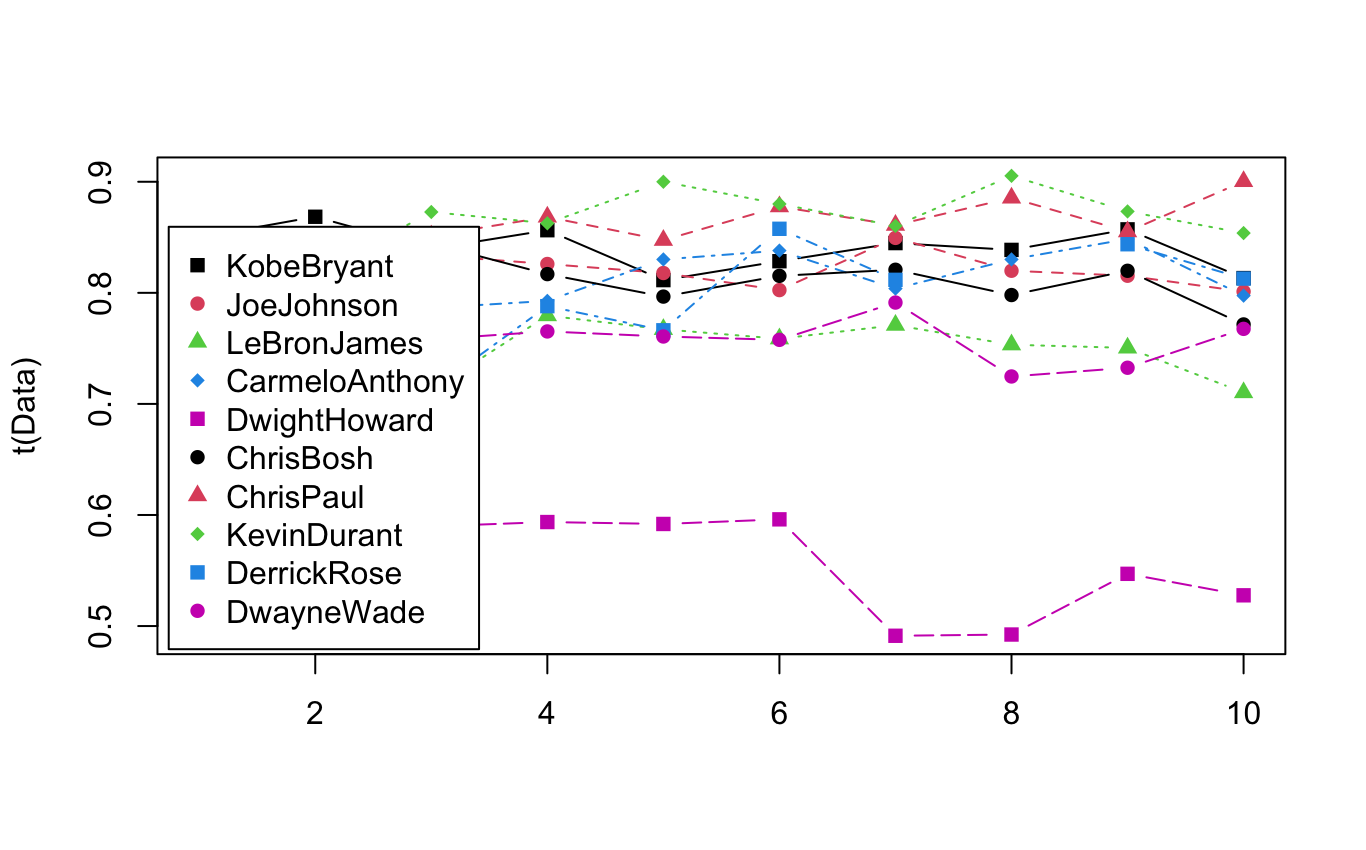 0.9
0.8
0.7
0.6
0.5
t(Data)
KobeBryant
JoeJohnson
LeBronJames
CarmeloAnthony
DwightHoward
ChrisBosh
ChrisPaul
KevinDurant
DerrickRose
DwayneWade
2 4 6 8 10